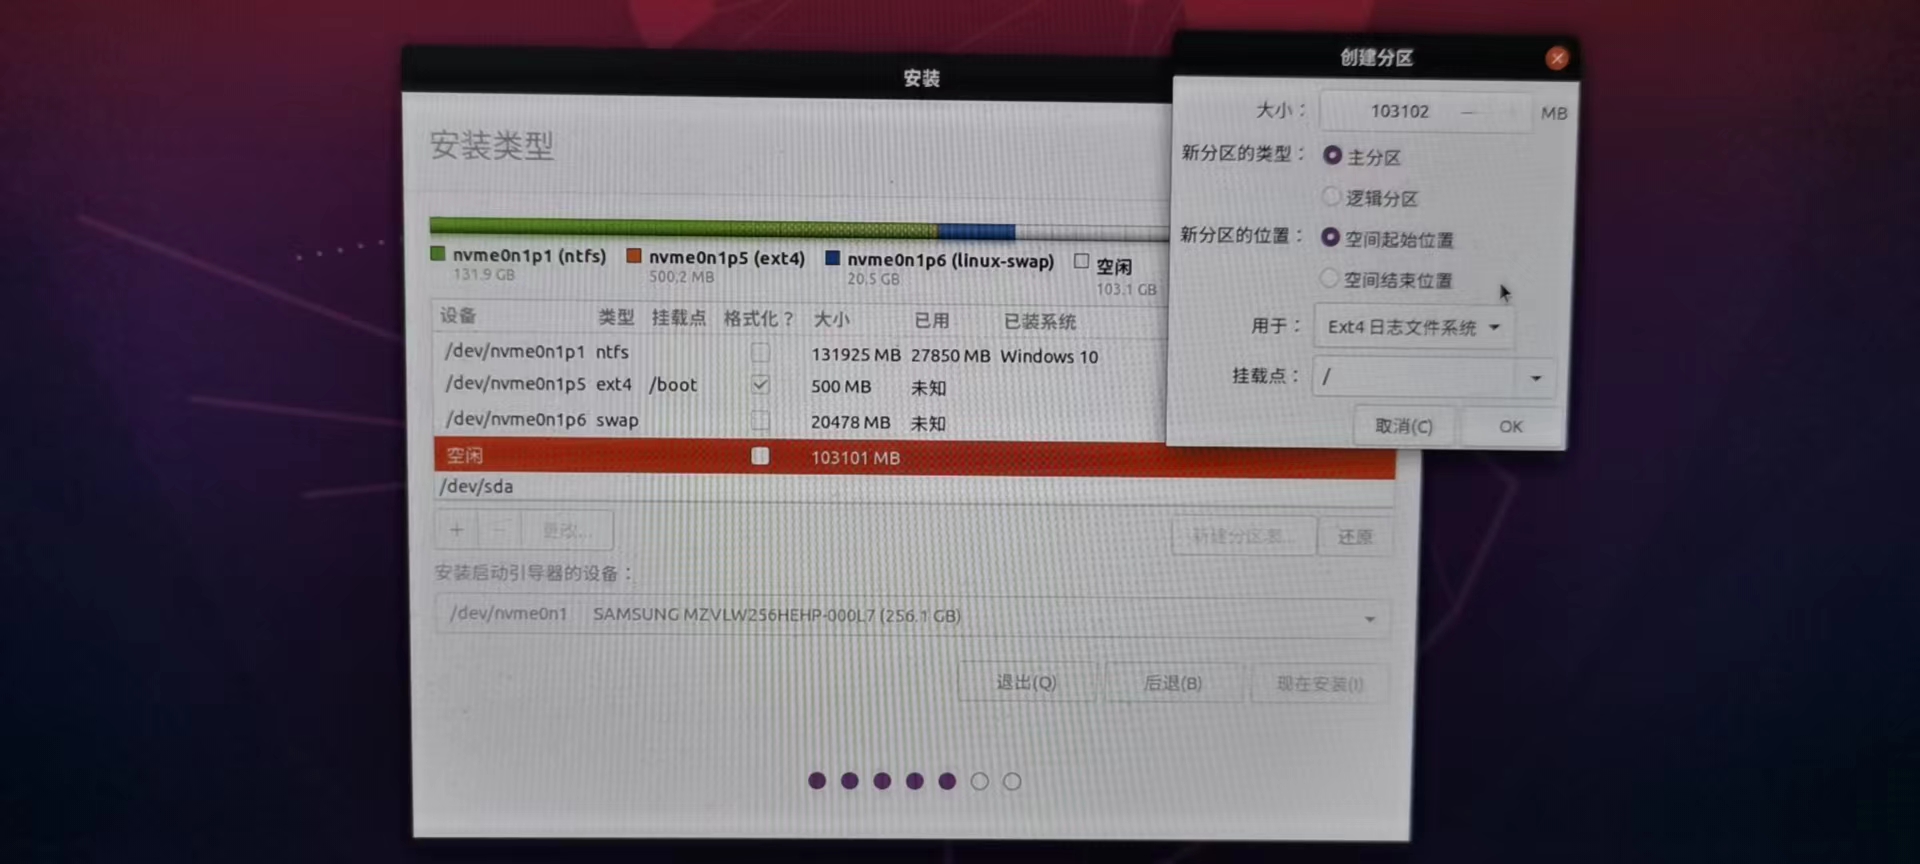 安装
创建分区
大小： 103102 MB
新分区的类型： 主分区
逻辑分区
新分区的位置： 空间起始位置
空间结束位置
用于： Ext4 日志文件系统
挂载点： /
取消(C) OK
安装类型
nvme0n1p1 (ntfs) nvme0n1p5 (ext4) nvme0n1p6 (linux-swap) 空闲
131.9 GB 500.2 MB 20.5 GB 103.1 GB
设备 类型 挂载点 格式化？ 大小 已用 已装系统
/dev/nvme0n1p1 ntfs 131925 MB 27850 MB Windows 10
/dev/nvme0n1p5 ext4 /boot 500 MB 未知
/dev/nvme0n1p6 swap 20478 MB 未知
空闲 103101 MB
/dev/sda
+ − 更改... 新建分区表... 还原
安装启动引导器的设备：
/dev/nvme0n1 SAMSUNG MZVLW256HEHP-000L7 (256.1 GB)
退出(Q) 后退(B) 现在安装(I)